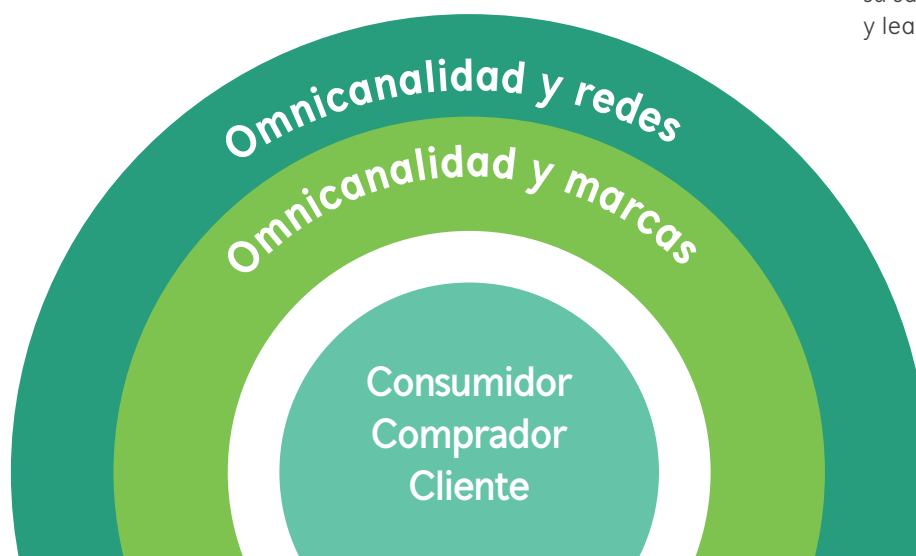 y lea
Omnicanalidad y redes
Omnicanalidad y marcas
Consumidor
Comprador
Cliente